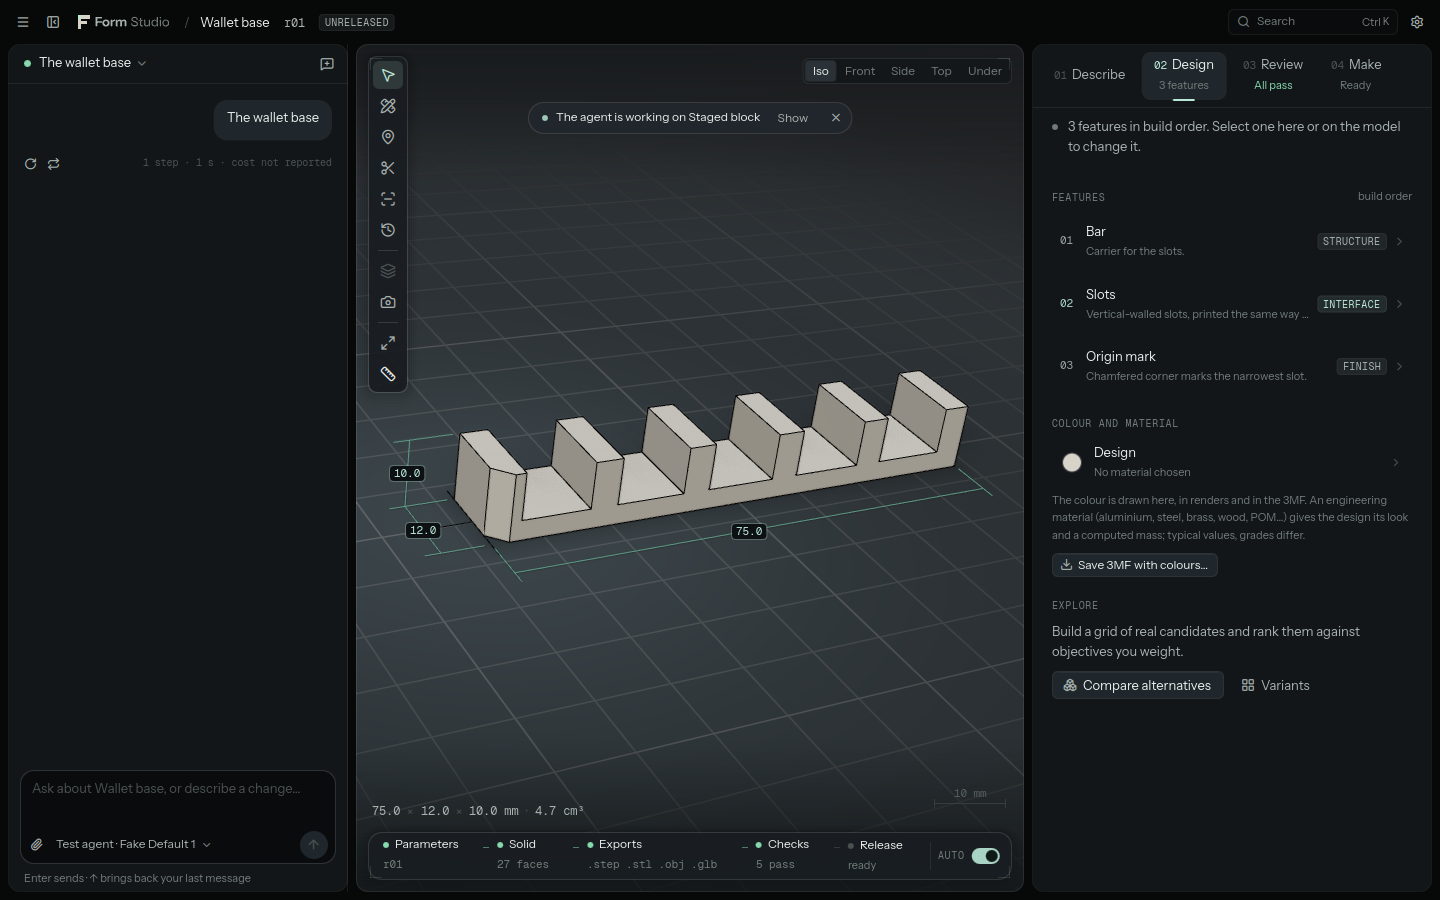 Form Studio / Wallet base r01 UNRELEASED
Search Ctrl K
The wallet base
The wallet base
1 step · 1 s · cost not reported
Ask about Wallet base, or describe a change...
Test agent · Fake Default 1
Enter sends · ↑ brings back your last message
Iso Front Side Top Under
The agent is working on Staged block Show
10.0
12.0
75.0
10 mm
75.0 × 12.0 × 10.0 mm · 4.7 cm³
Parameters – Solid – Exports – Checks – Release
r01 27 faces .step .stl .obj .glb 5 pass ready
AUTO
01 Describe
02 Design
3 features
03 Review
All pass
04 Make
Ready
3 features in build order. Select one here or on the model
to change it.
FEATURES build order
01 Bar
Carrier for the slots.
STRUCTURE
02 Slots
Vertical-walled slots, printed the same way ...
INTERFACE
03 Origin mark
Chamfered corner marks the narrowest slot.
FINISH
COLOUR AND MATERIAL
Design
No material chosen
The colour is drawn here, in renders and in the 3MF. An engineering
material (aluminium, steel, brass, wood, POM...) gives the design its look
and a computed mass; typical values, grades differ.
Save 3MF with colours...
EXPLORE
Build a grid of real candidates and rank them against
objectives you weight.
Compare alternatives Variants